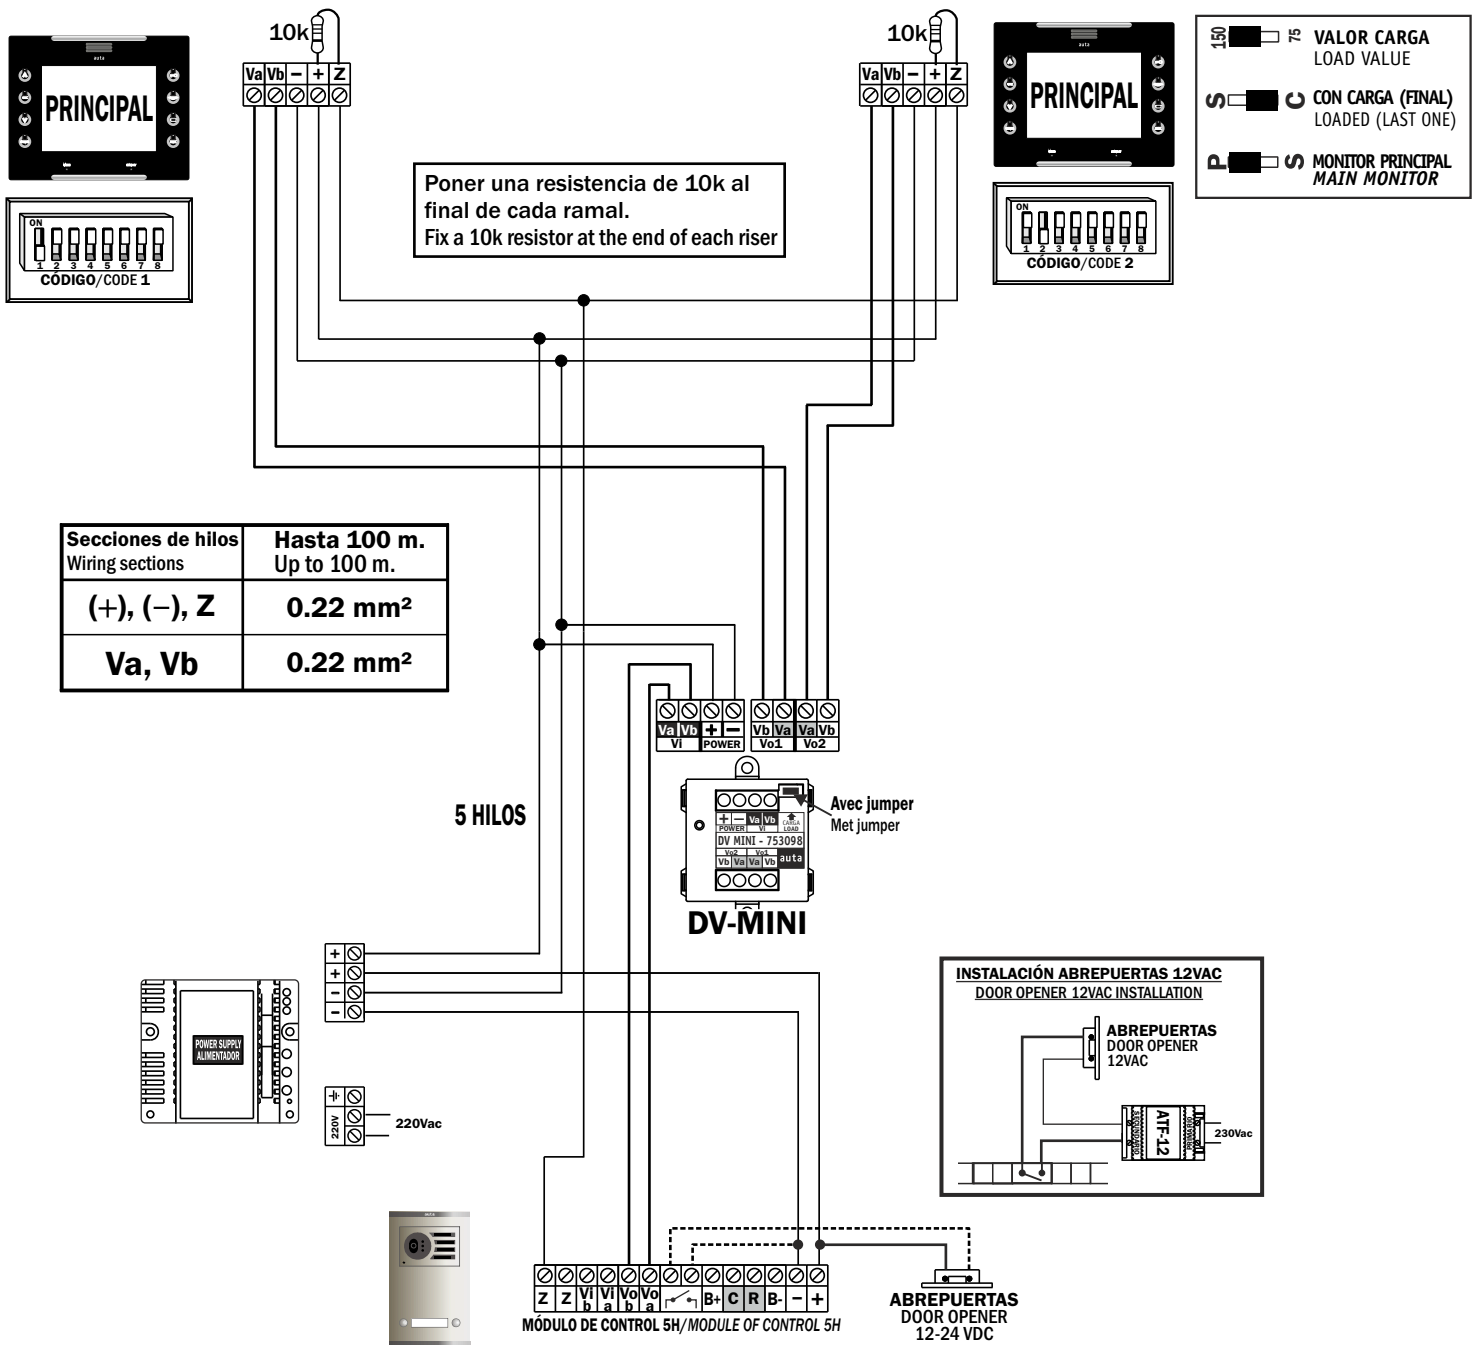 10k
10k
auta
PRINCIPAL
Va Vb − + Z
Va Vb − + Z
auta
PRINCIPAL
150 75 VALOR CARGA
LOAD VALUE
S C CON CARGA (FINAL)
LOADED (LAST ONE)
P S MONITOR PRINCIPAL
MAIN MONITOR
ON
1 2 3 4 5 6 7 8
CÓDIGO/CODE 1
Poner una resistencia de 10k al
final de cada ramal.
Fix a 10k resistor at the end of each riser
ON
1 2 3 4 5 6 7 8
CÓDIGO/CODE 2
Secciones de hilos
Wiring sections
Hasta 100 m.
Up to 100 m.
(+), (−), Z
0.22 mm²
Va, Vb
0.22 mm²
Va Vb + − Vb Va Va Vb
Vi POWER Vo1 Vo2
5 HILOS
Avec jumper
Met jumper
+ − Va Vb CARGA
POWER Vi LOAD
DV MINI - 753098
Vo2 Vo1
Vb Va Va Vb auta
DV-MINI
+
+
-
-
POWER SUPPLY
ALIMENTADOR
220V
220Vac
INSTALACIÓN ABREPUERTAS 12VAC
DOOR OPENER 12VAC INSTALLATION
ABREPUERTAS
DOOR OPENER
12VAC
SECUNDARIO
ATF-12
PRIMARIO
230Vac
auta
Z Z Vi b Vi a Vo b Vo a B+ C R B- − +
MÓDULO DE CONTROL 5H/MODULE OF CONTROL 5H
ABREPUERTAS
DOOR OPENER
12-24 VDC